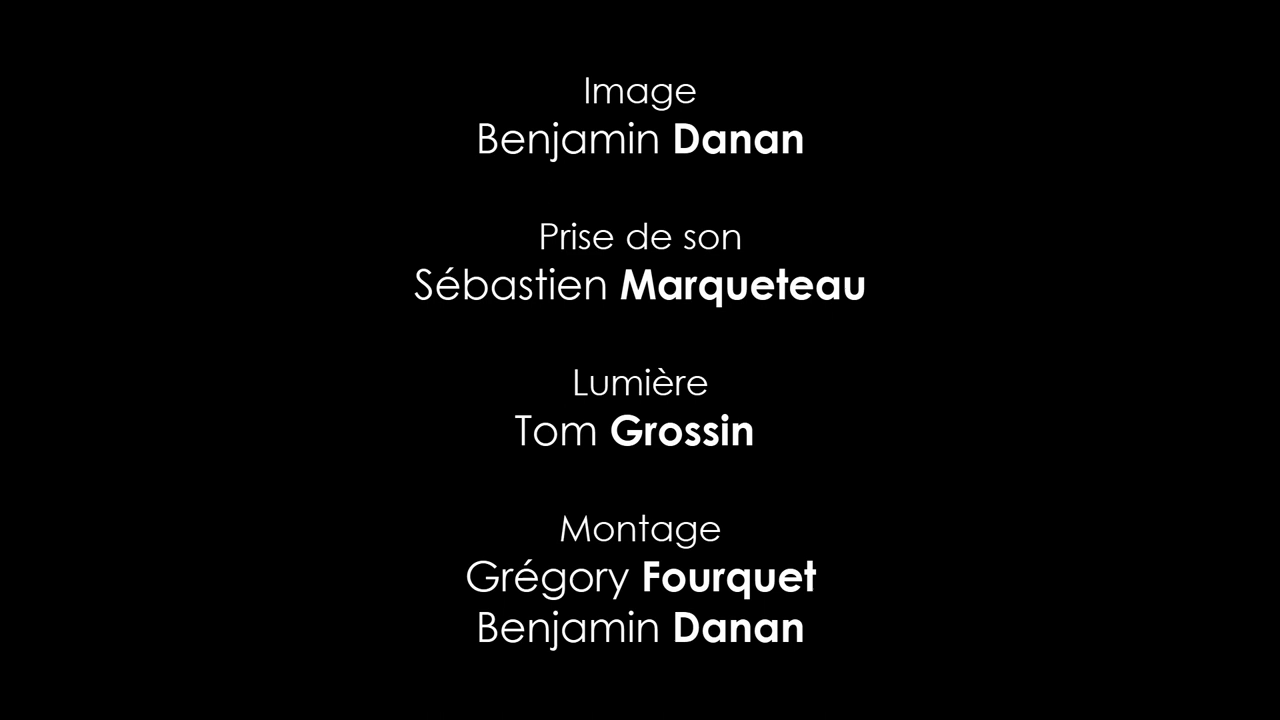 Image
Benjamin Danan
Prise de son
Sébastien Marqueteau
Lumière
Tom Grossin
Montage
Grégory Fourquet
Benjamin Danan